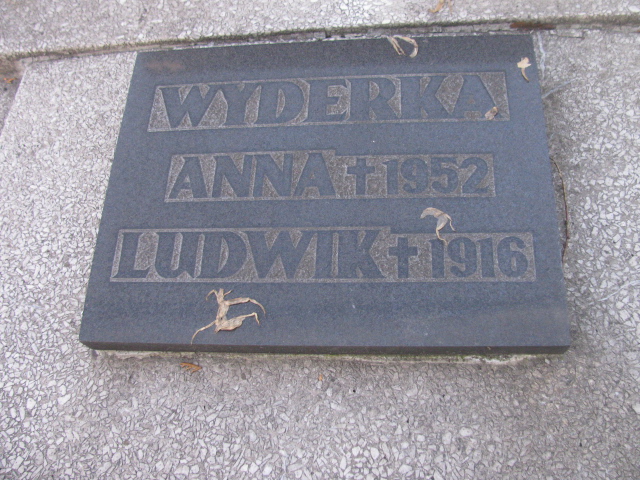 WYDERKA
ANNA ✝ 1952
LUDWIK ✝ 1916